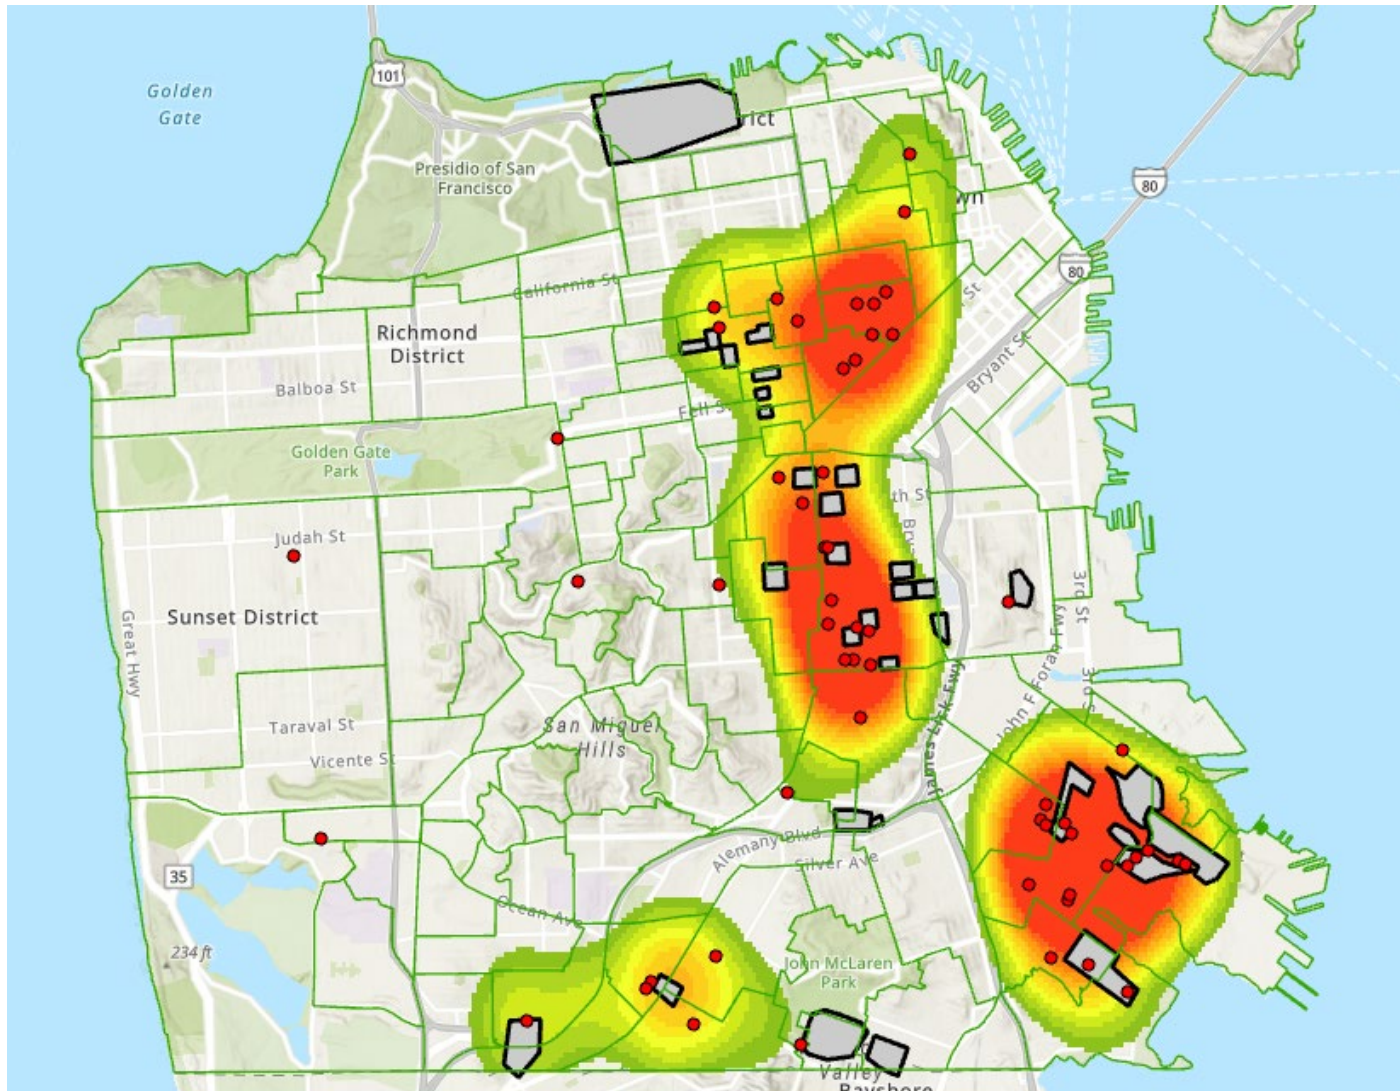 Golden
Gate
101
rict
Presidio of San
Francisco
80
wn
80
California St
St
Richmond
District
Bryant St
Balboa St
Fell S
Golden Gate
Park
th St
Judah St
Brya
3rd St
Sunset District
Great Hwy
John F Foran Fwy
3rd S
James Lick Fwy
Taraval St
San Miguel
Hills
Vicente St
Alemany Blvd
Silver Ave
35
Ocean Ave
234 ft
John McLaren
Park
Valley
Bayshore